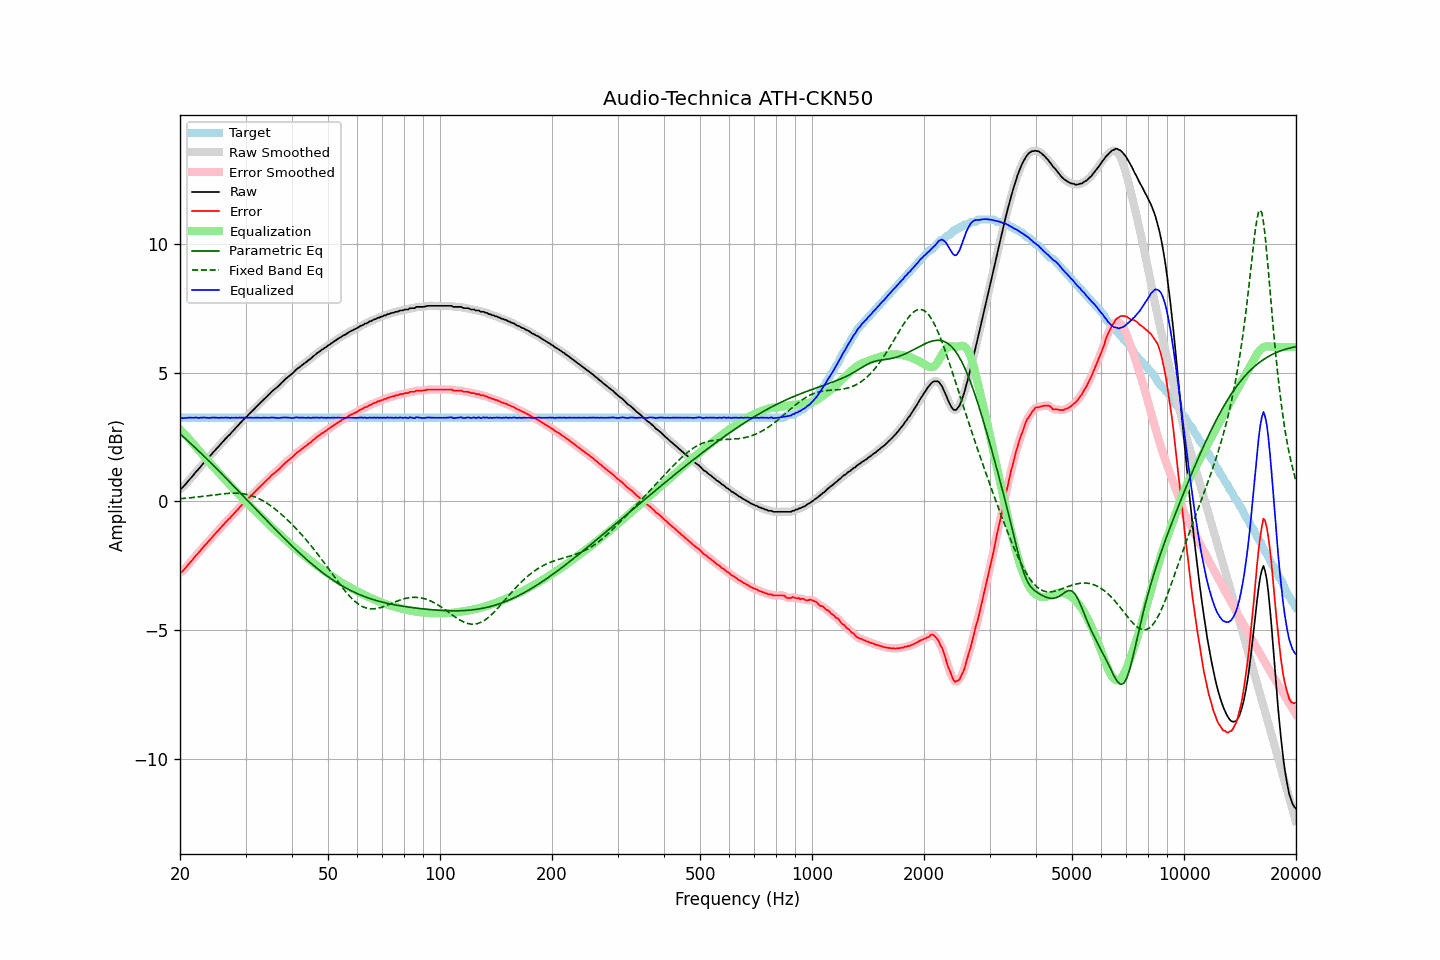 Audio-Technica ATH-CKN50
Target
Raw Smoothed
Error Smoothed
Raw
Error
Equalization
Parametric Eq
Fixed Band Eq
Equalized
Amplitude (dBr)
10
5
0
−5
−10
20
50
100
200
500
1000
2000
5000
10000
20000
Frequency (Hz)